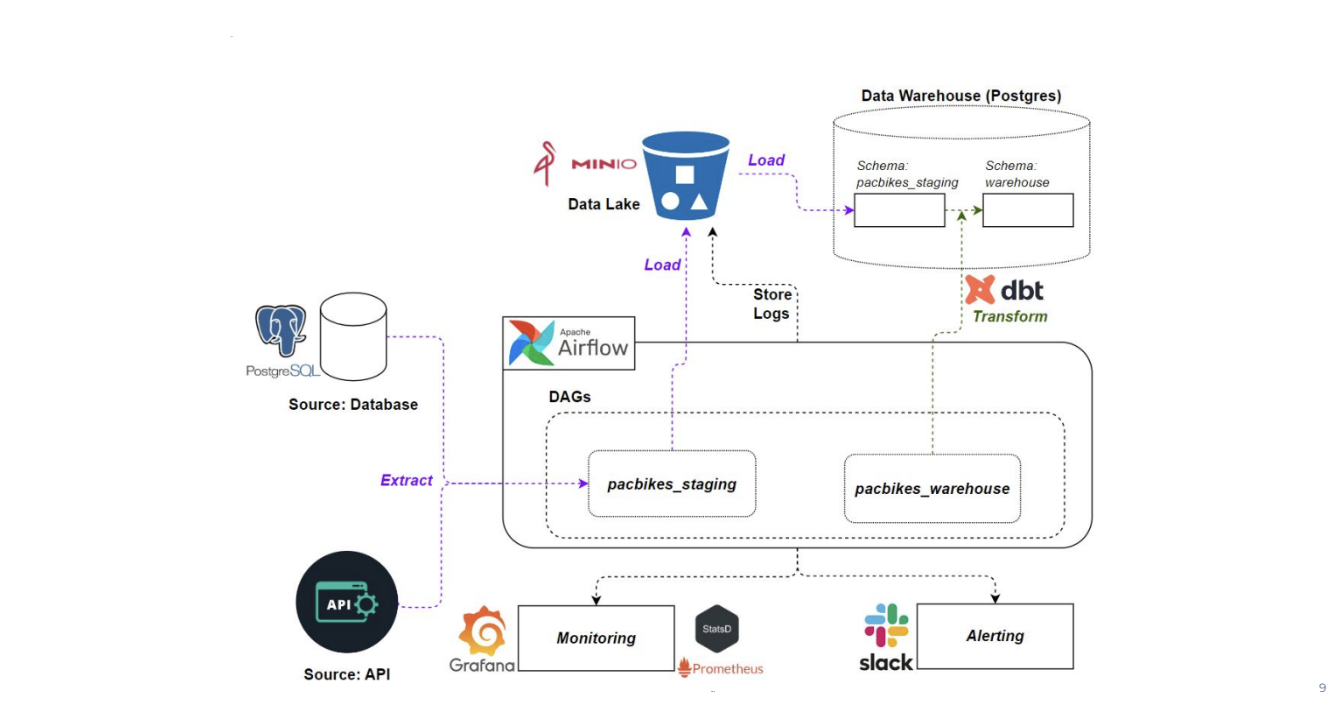 Data Warehouse (Postgres)
Schema:
pacbikes_staging
Schema:
warehouse
MINIO
Data Lake
Load
Load
Store
Logs
dbt
Transform
PostgreSQL
Source: Database
Apache
Airflow
DAGs
Extract
pacbikes_staging
pacbikes_warehouse
API
Source: API
Grafana
Monitoring
StatsD
Prometheus
slack
Alerting
9